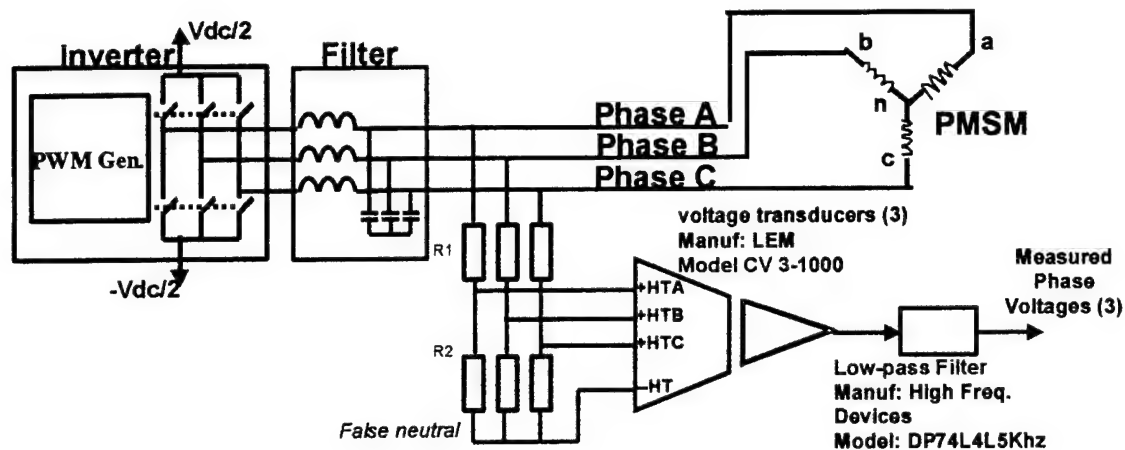 Vdc/2
Inverter
Filter
PWM Gen.
-Vdc/2
Phase A
Phase B
Phase C
b
a
n
c
PMSM
R1
R2
False neutral
voltage transducers (3)
Manuf: LEM
Model CV 3-1000
+HTA
+HTB
+HTC
-HT
Measured
Phase
Voltages (3)
Low-pass Filter
Manuf: High Freq.
Devices
Model: DP74L4L5Khz